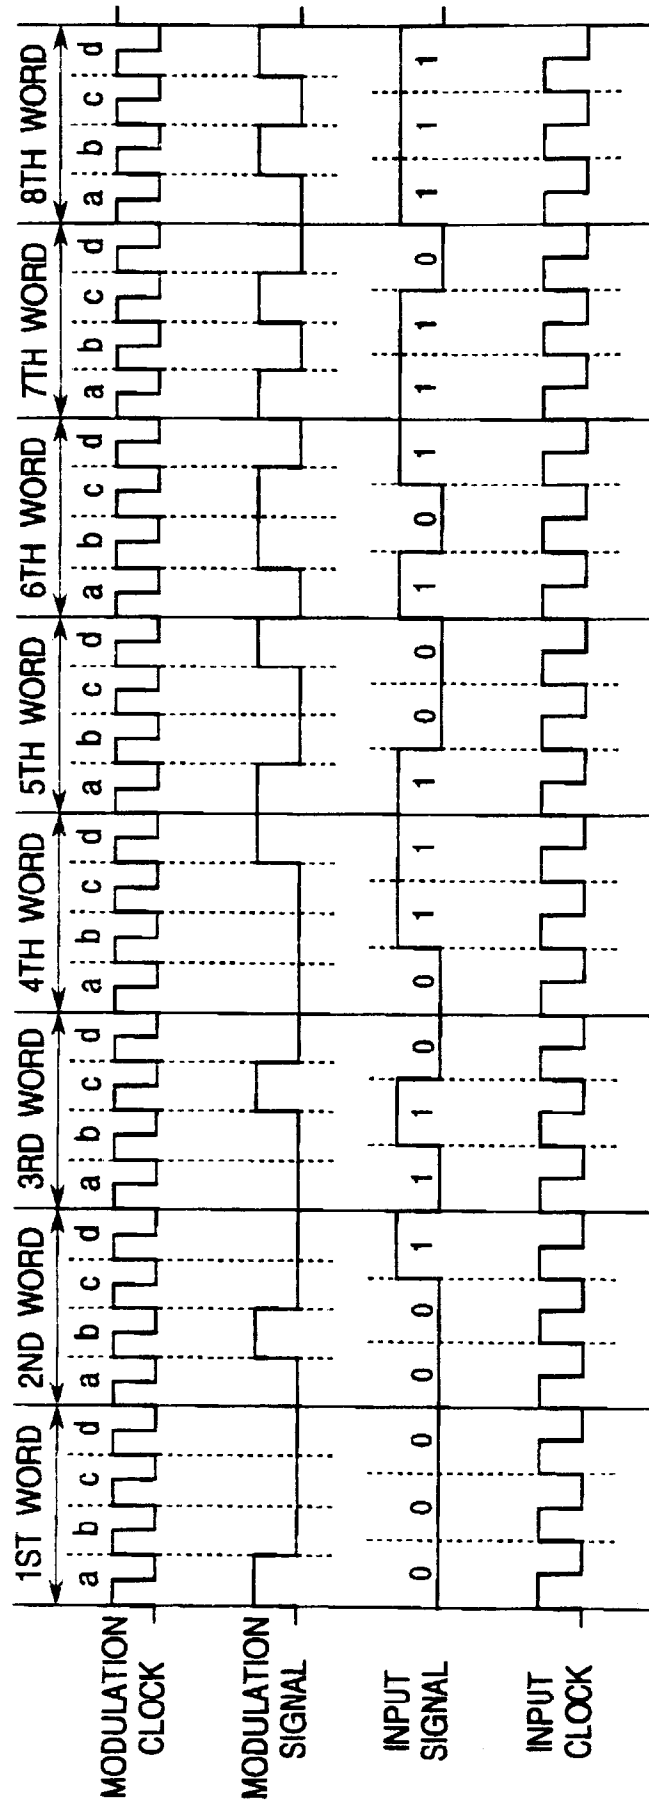 1ST WORD 2ND WORD 3RD WORD 4TH WORD 5TH WORD 6TH WORD 7TH WORD 8TH WORD
a b c d a b c d a b c d a b c d a b c d a b c d a b c d a b c d
MODULATION
CLOCK
MODULATION
SIGNAL
INPUT
SIGNAL
0 0 0 0 0 1 1 1 0 0 1 1 1 0 0 1 0 1 1 1 0 1 1 1
INPUT
CLOCK